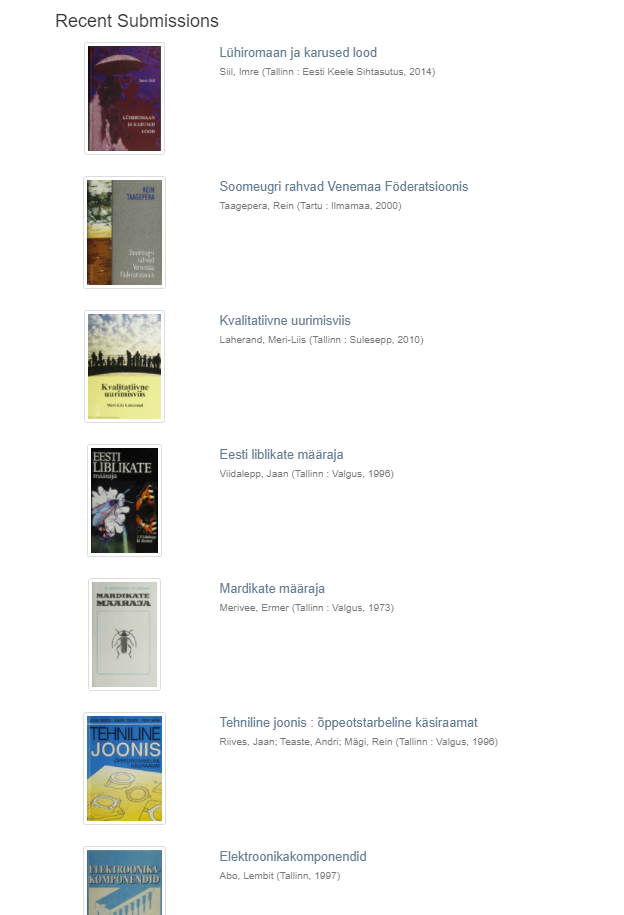 Recent Submissions
Imre Siil
LÜHIROMAAN
JA KARUSED
LOOD
Lühiromaan ja karused lood
Siil, Imre (Tallinn : Eesti Keele Sihtasutus, 2014)
REIN
TAAGEPERA
Soomeugri
rahvad
Venemaa
Föderatsioonis
Soomeugri rahvad Venemaa Föderatsioonis
Taagepera, Rein (Tartu : Ilmamaa, 2000)
Kvalitatiivne
uurimisviis
Meri-Liis Laherand
Kvalitatiivne uurimisviis
Laherand, Meri-Liis (Tallinn : Sulesepp, 2010)
EESTI
LIBLIKATE
määraja
Eesti liblikate määraja
Viidalepp, Jaan (Tallinn : Valgus, 1996)
MARDIKATE
MÄÄRAJA
Mardikate määraja
Merivee, Ermer (Tallinn : Valgus, 1973)
TEHNILINE
JOONIS
ÕPPEOTSTARBELINE
KÄSIRAAMAT
Tehniline joonis : õppeotstarbeline käsiraamat
Riives, Jaan; Teaste, Andri; Mägi, Rein (Tallinn : Valgus, 1996)
ELEKTROONIKA-
KOMPONENDID
Elektroonikakomponendid
Abo, Lembit (Tallinn, 1997)